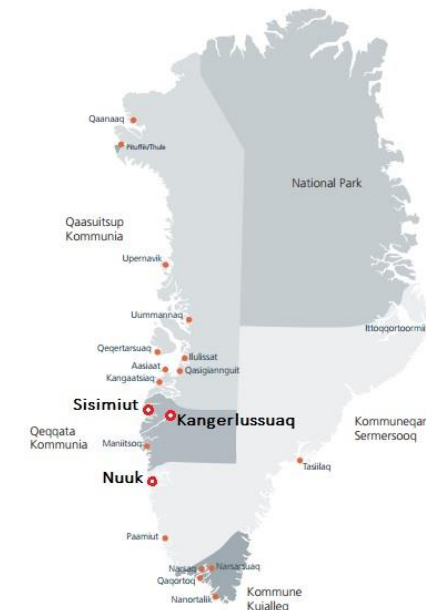 Qaanaaq
Pituffik/Thule
National Park
Qaasuitsup
Kommunia
Upernavik
Uummannaq
Ittoqqortoormiit
Qeqertarsuaq
Ilulissat
Aasiaat
Qasigiannguit
Kangaatsiaq
Sisimiut
Kangerlussuaq
Qeqqata
Kommunia
Maniitsoq
Kommuneqar
Sermersooq
Tasiilaq
Nuuk
Paamiut
Narsaq
Narsarsuaq
Qaqortoq
Nanortalik
Kommune
Kujalleq